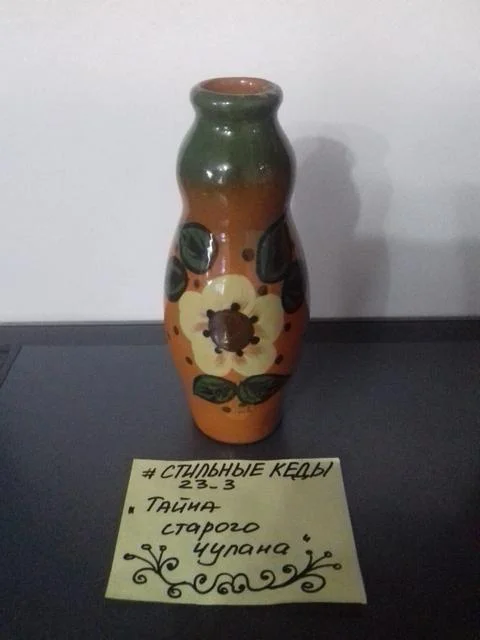 # СТИЛЬНЫЕ КЕДЫ
23-3
„ТАЙНА
старого
чулана"